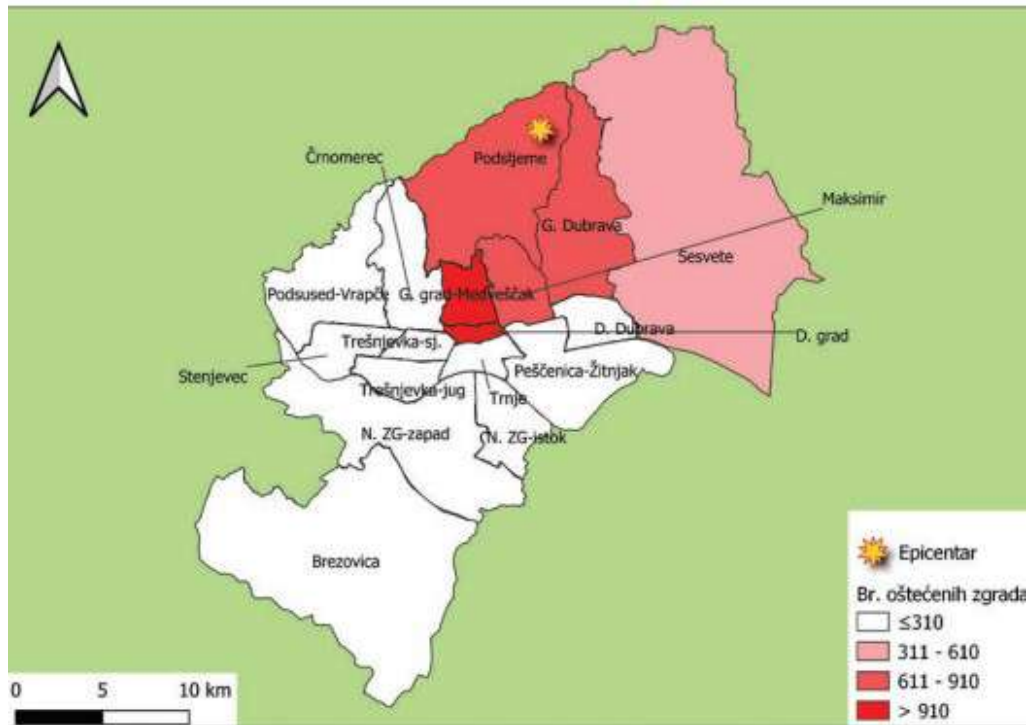 Črnomerec
Podsljeme
Maksimir
G. Dubrava
Sesvete
Podsused-Vrapče
G. grad-Medveščak
D. Dubrava
D. grad
Trešnjevka-sj.
Stenjevec
Peščenica-Žitnjak
Trešnjevka-jug
Trnje
N. ZG-zapad
N. ZG-istok
Brezovica
Epicentar
Br. oštećenih zgrada
≤310
311 - 610
611 - 910
> 910
0 5 10 km